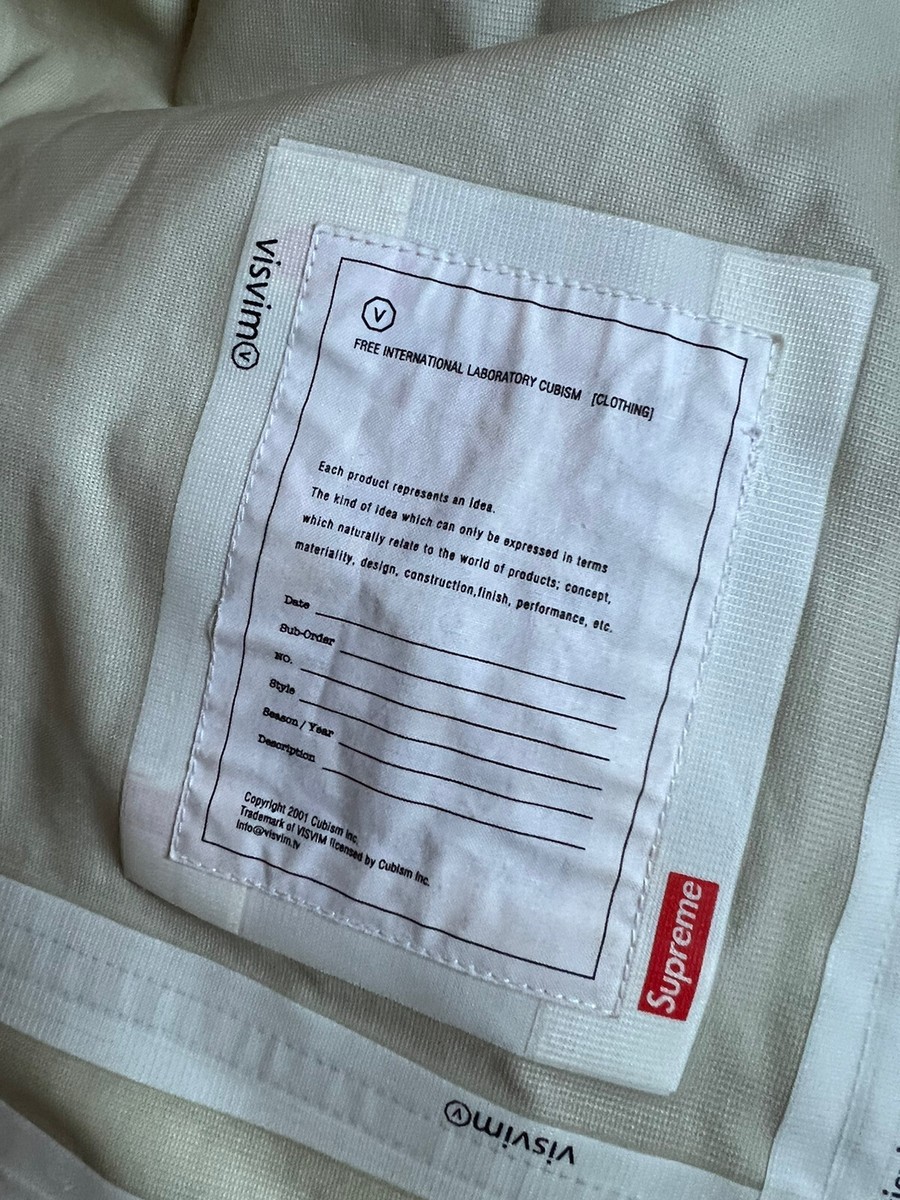 visvim V
V
FREE INTERNATIONAL LABORATORY CUBISM [CLOTHING]
Each product represents an idea.
The kind of idea which can only be expressed in terms
which naturally relate to the world of products; concept,
materiality, design, construction,finish, performance, etc.
Date
Sub-Order
NO.
Style
Season / Year
Description
Copyright 2001 Cubism Inc.
Trademark of VISVIM licensed by Cubism Inc.
Info@visvim.tv
Supreme
visvim V